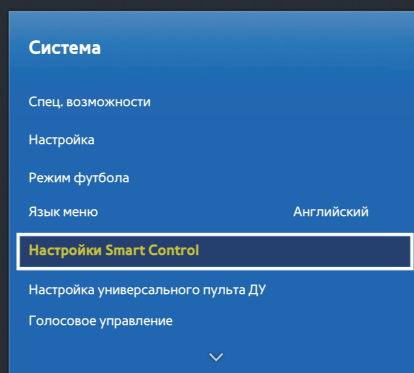 Система
Спец. возможности
Настройка
Режим футбола
Язык меню Английский
Настройки Smart Control
Настройка универсального пульта ДУ
Голосовое управление